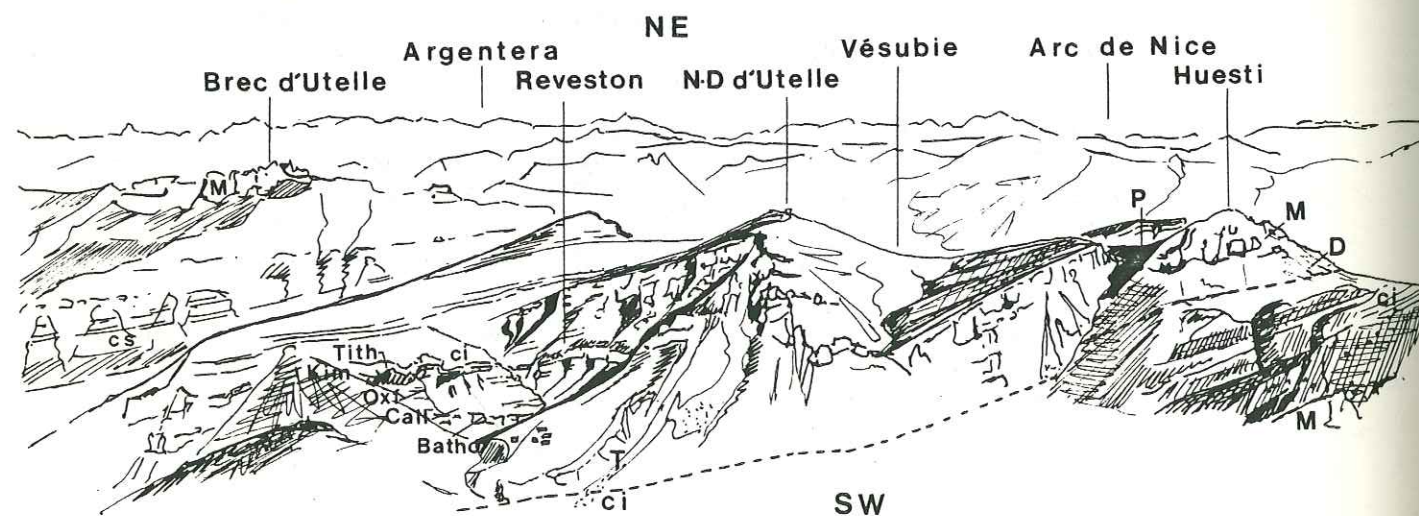 NE
Argentera Vésubie Arc de Nice
Brec d'Utelle Reveston N-D d'Utelle Huesti
P
M
M
D
ci
cs
Tith ci
Kim
Oxf
Call
Batho
M
T
ci
SW